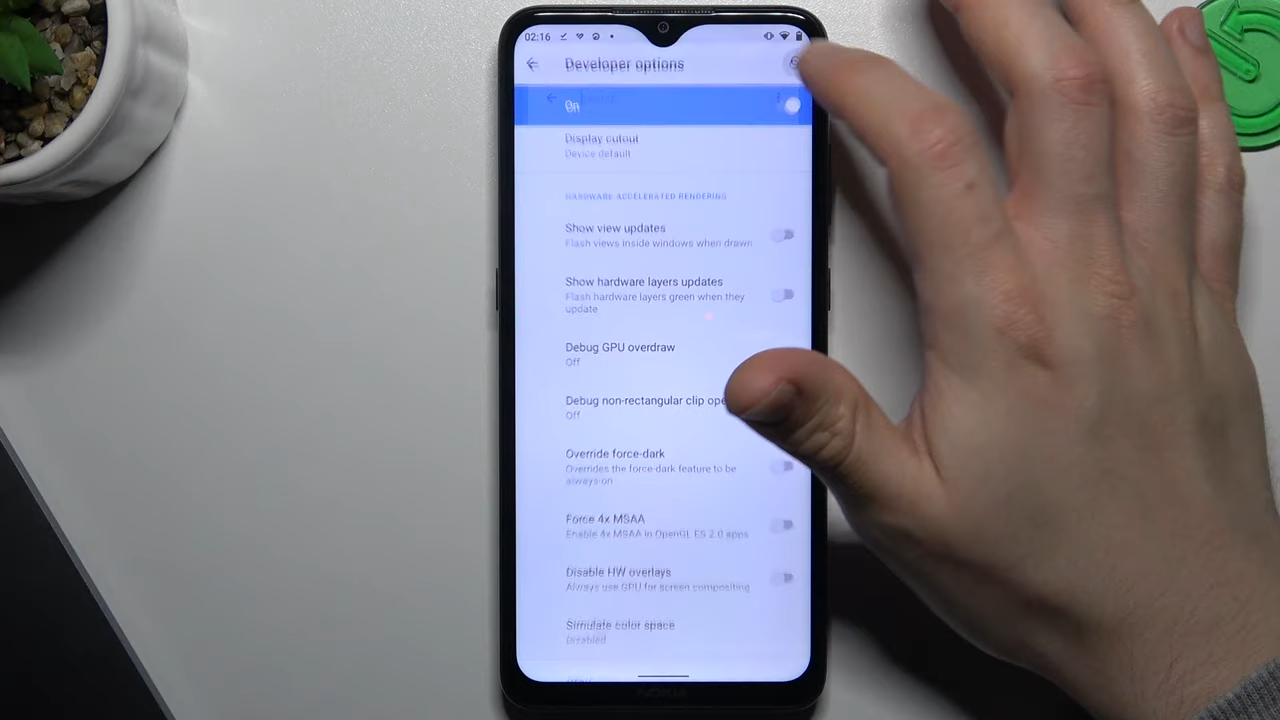 02:16
Developer options
On
Display cutout
Device default
HARDWARE ACCELERATED RENDERING
Show view updates
Flash views inside windows when drawn
Show hardware layers updates
Flash hardware layers green when they
update
Debug GPU overdraw
Off
Debug non-rectangular clip ope
Off
Override force-dark
Overrides the force-dark feature to be
always-on
Force 4x MSAA
Enable 4x MSAA in OpenGL ES 2.0 apps
Disable HW overlays
Always use GPU for screen compositing
Simulate color space
Disabled
NOKIA